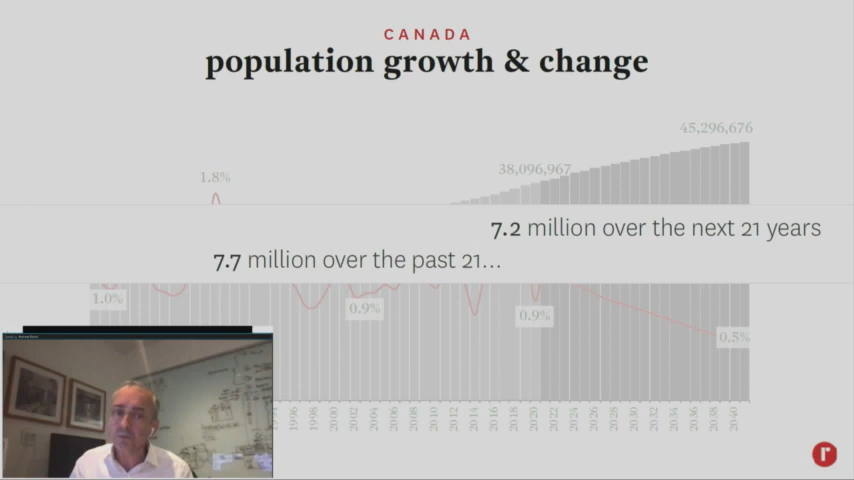 CANADA
population growth & change
45,296,676
38,096,967
1.8%
7.2 million over the next 21 years
7.7 million over the past 21...
1.0%
0.9%
0.9%
0.5%
1996 1998 2000 2002 2004 2006 2008 2010 2012 2014 2016 2018 2020 2022 2024 2026 2028 2030 2032 2034 2036 2038 2040
r